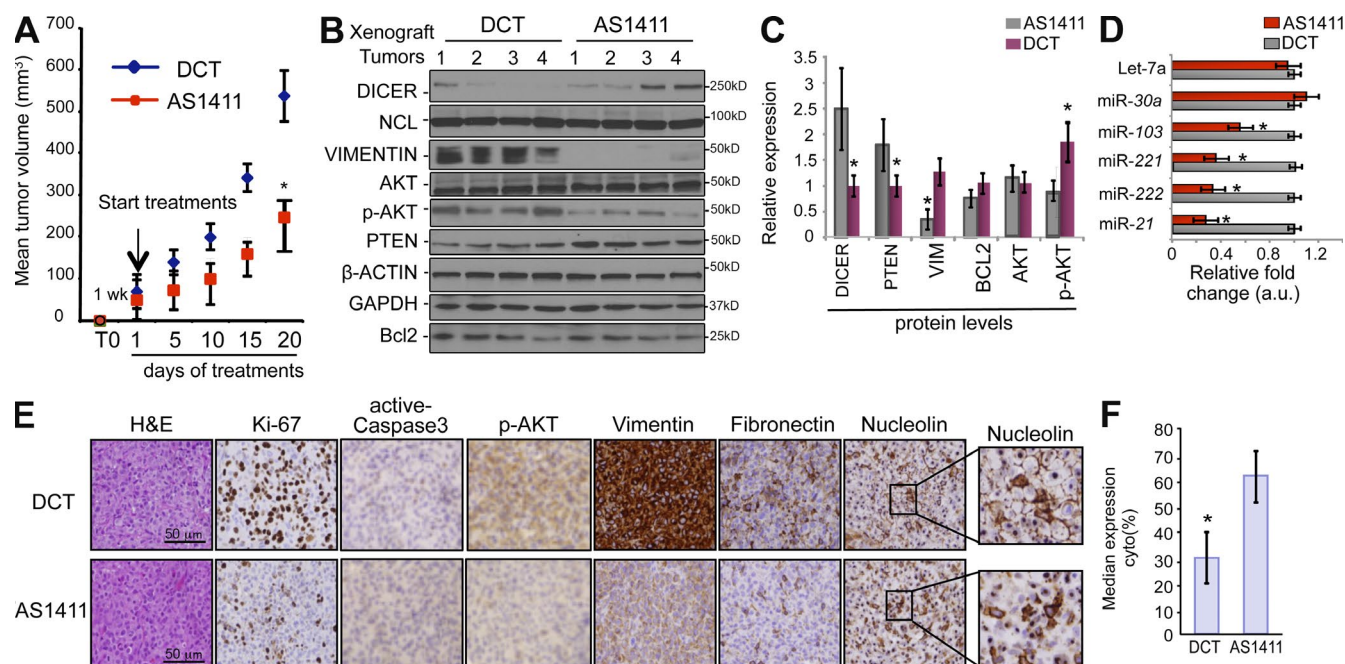 A
Mean tumor volume (mm³)
700
600
500
400
300
200
100
0
DCT
AS1411
Start treatments
1 wk
*
T0 1 5 10 15 20
days of treatments
B
Xenograft DCT AS1411
Tumors 1 2 3 4 1 2 3 4
DICER -250kD
NCL -100kD
VIMENTIN -50kD
AKT -50kD
p-AKT -50kD
PTEN -50kD
β-ACTIN -50kD
GAPDH -37kD
Bcl2 -25kD
C
AS1411
DCT
Relative expression
3.5
3
2.5
2
1.5
1
0.5
0
* * * *
DICER PTEN VIM BCL2 AKT p-AKT
protein levels
D
AS1411
DCT
Let-7a
miR-30a
miR-103 *
miR-221 *
miR-222 *
miR-21 *
0 0.4 0.8 1.2
Relative fold
change (a.u.)
E
H&E Ki-67 active-
Caspase3 p-AKT Vimentin Fibronectin Nucleolin Nucleolin
DCT
50 µm
AS1411
50 µm
F
Median expression
cyto(%)
80
70
60
50
30
20
10
0
*
DCT AS1411